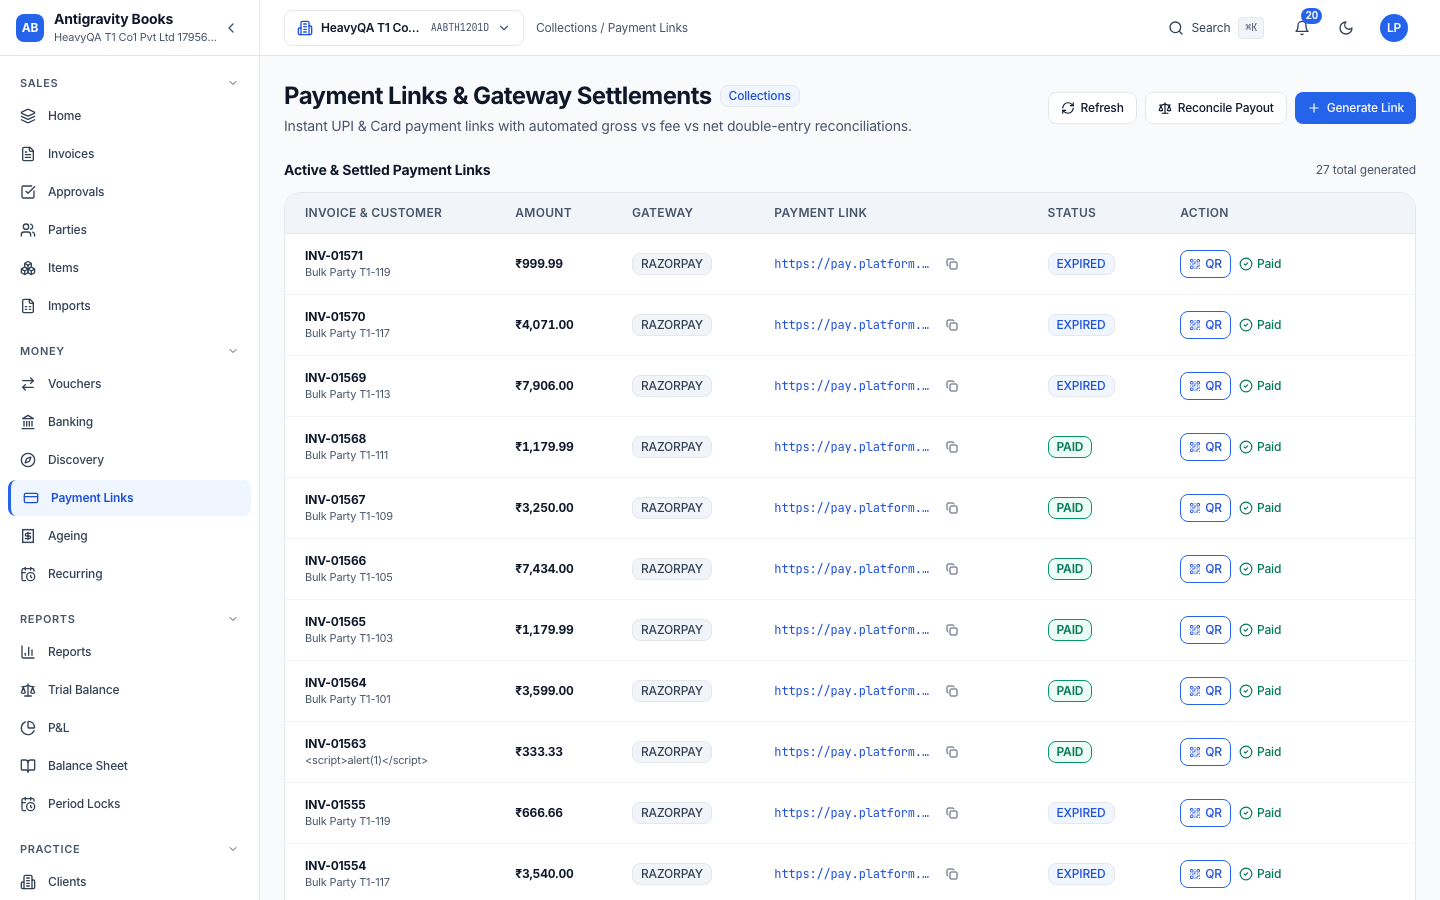 AB
Antigravity Books
HeavyQA T1 Co1 Pvt Ltd 17956...
HeavyQA T1 Co... AABTH1201D
Collections / Payment Links
Search ⌘K
20
LP
SALES
Home
Invoices
Approvals
Parties
Items
Imports
MONEY
Vouchers
Banking
Discovery
Payment Links
Ageing
Recurring
REPORTS
Reports
Trial Balance
P&L
Balance Sheet
Period Locks
PRACTICE
Clients
Payment Links & Gateway Settlements Collections
Instant UPI & Card payment links with automated gross vs fee vs net double-entry reconciliations.
Refresh Reconcile Payout Generate Link
Active & Settled Payment Links 27 total generated
INVOICE & CUSTOMER AMOUNT GATEWAY PAYMENT LINK STATUS ACTION
INV-01571
Bulk Party T1-119
₹999.99 RAZORPAY https://pay.platform.… EXPIRED QR Paid
INV-01570
Bulk Party T1-117
₹4,071.00 RAZORPAY https://pay.platform.… EXPIRED QR Paid
INV-01569
Bulk Party T1-113
₹7,906.00 RAZORPAY https://pay.platform.… EXPIRED QR Paid
INV-01568
Bulk Party T1-111
₹1,179.99 RAZORPAY https://pay.platform.… PAID QR Paid
INV-01567
Bulk Party T1-109
₹3,250.00 RAZORPAY https://pay.platform.… PAID QR Paid
INV-01566
Bulk Party T1-105
₹7,434.00 RAZORPAY https://pay.platform.… PAID QR Paid
INV-01565
Bulk Party T1-103
₹1,179.99 RAZORPAY https://pay.platform.… PAID QR Paid
INV-01564
Bulk Party T1-101
₹3,599.00 RAZORPAY https://pay.platform.… PAID QR Paid
INV-01563
<script>alert(1)</script>
₹333.33 RAZORPAY https://pay.platform.… PAID QR Paid
INV-01555
Bulk Party T1-119
₹666.66 RAZORPAY https://pay.platform.… EXPIRED QR Paid
INV-01554
Bulk Party T1-117
₹3,540.00 RAZORPAY https://pay.platform.… EXPIRED QR Paid